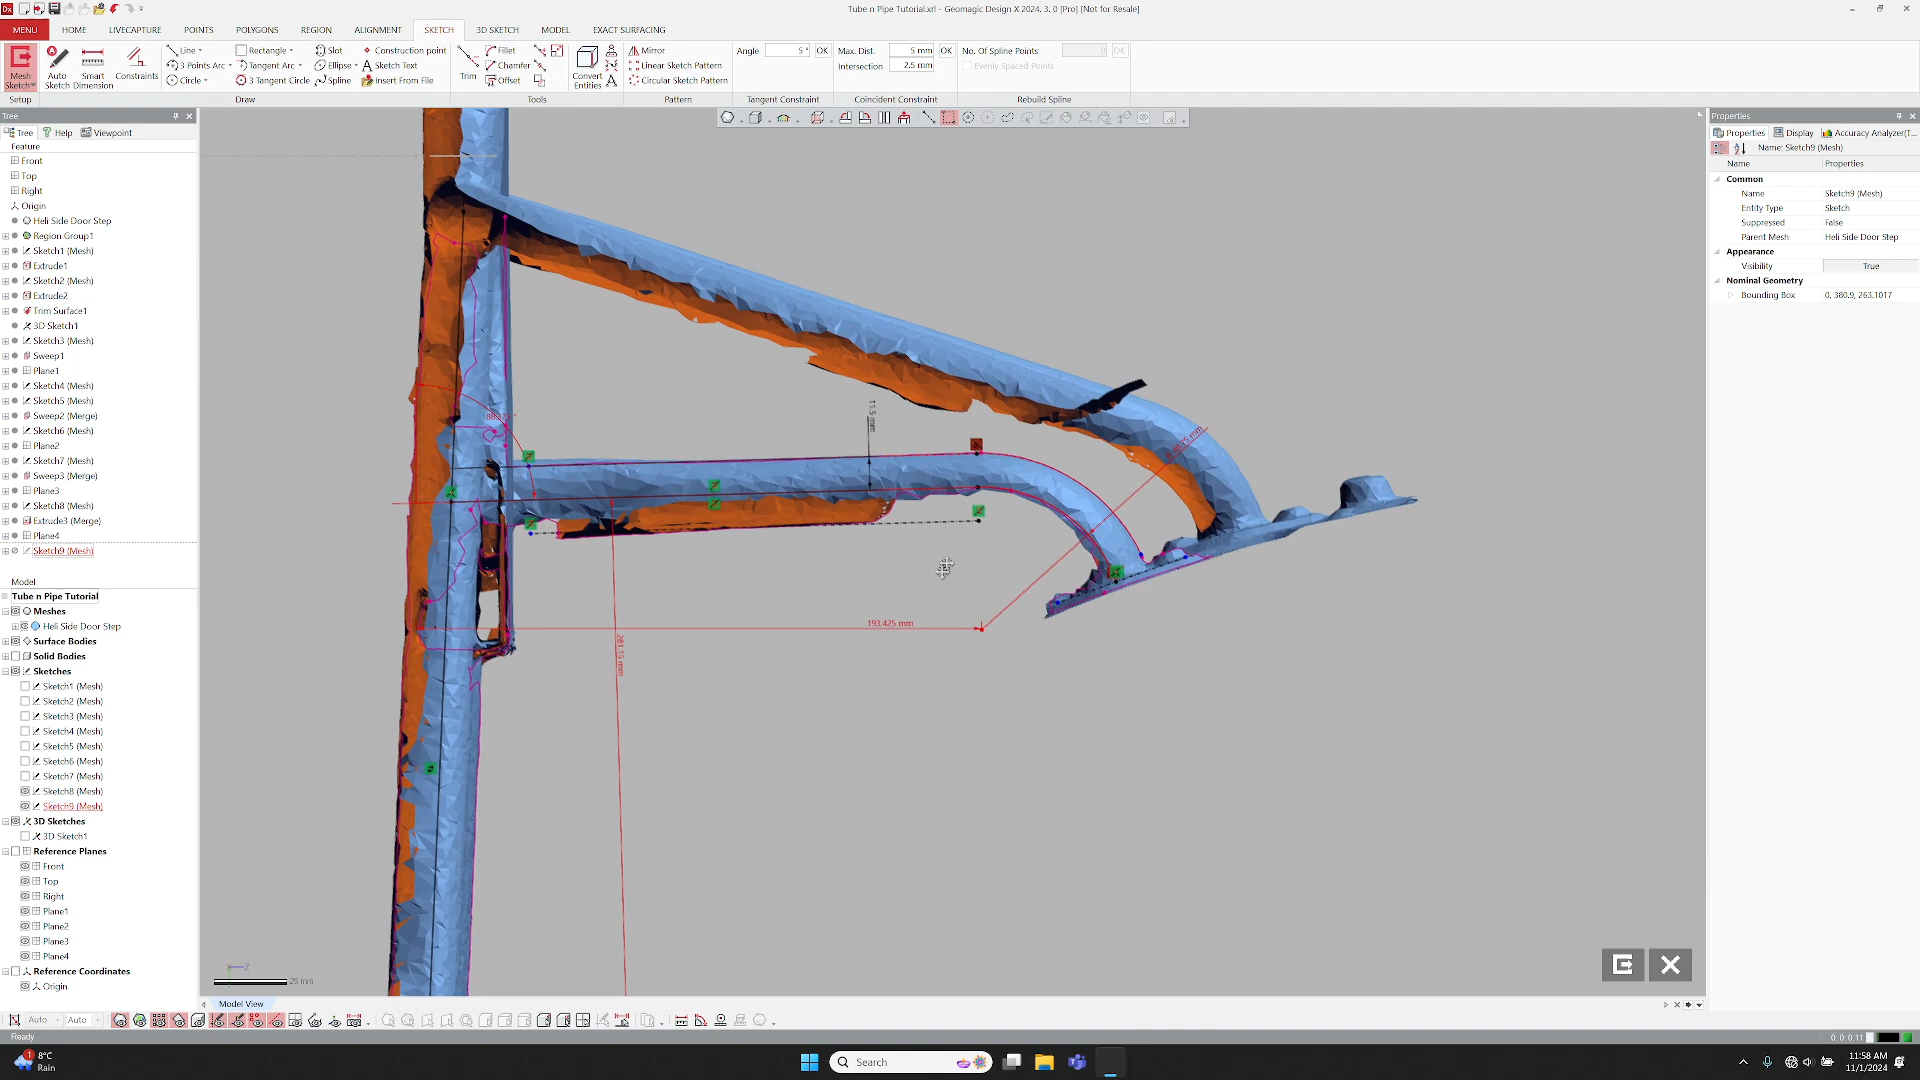 Tube n Pipe Tutorial.xrl - Geomagic Design X 2024. 3. 0 [Pro] [Not for Resale]
MENU HOME LIVECAPTURE POINTS POLYGONS REGION ALIGNMENT SKETCH 3D SKETCH MODEL EXACT SURFACING
Line Rectangle Slot Construction point Fillet Mirror Angle 5 ° OK Max. Dist. 5 mm OK No. Of Spline Points 0 OK
3 Points Arc Tangent Arc Ellipse Sketch Text Chamfer Linear Sketch Pattern Intersection 2.5 mm Evenly Spaced Points
Mesh Sketch Auto Sketch Smart Dimension Constraints Circle 3 Tangent Circle Spline Insert From File Trim Offset Convert Entities Circular Sketch Pattern
Setup Draw Tools Pattern Tangent Constraint Coincident Constraint Rebuild Spline
Tree
Tree Help Viewpoint
Feature
Front
Top
Right
Origin
Heli Side Door Step
Region Group1
Sketch1 (Mesh)
Extrude1
Sketch2 (Mesh)
Extrude2
Trim Surface1
3D Sketch1
Sketch3 (Mesh)
Sweep1
Plane1
Sketch4 (Mesh)
Sketch5 (Mesh)
Sweep2 (Merge)
Sketch6 (Mesh)
Plane2
Sketch7 (Mesh)
Sweep3 (Merge)
Plane3
Sketch8 (Mesh)
Extrude3 (Merge)
Plane4
Sketch9 (Mesh)
Model
Tube n Pipe Tutorial
Meshes
Heli Side Door Step
Surface Bodies
Solid Bodies
Sketches
Sketch1 (Mesh)
Sketch2 (Mesh)
Sketch3 (Mesh)
Sketch4 (Mesh)
Sketch5 (Mesh)
Sketch6 (Mesh)
Sketch7 (Mesh)
Sketch8 (Mesh)
Sketch9 (Mesh)
3D Sketches
3D Sketch1
Reference Planes
Front
Top
Right
Plane1
Plane2
Plane3
Plane4
Reference Coordinates
Origin
11.5 mm
193.425 mm
281.15 mm
Z
25 mm
Model View
Properties
Properties Display Accuracy Analyzer(T...
Name: Sketch9 (Mesh)
Name Properties
Common
Name Sketch9 (Mesh)
Entity Type Sketch
Suppressed False
Parent Mesh Heli Side Door Step
Appearance
Visibility True
Nominal Geometry
Bounding Box 0, 380.9, 263.1017
Auto Auto
Ready
0: 0: 0.11
1 8°C
Rain
Search
11:58 AM
11/1/2024